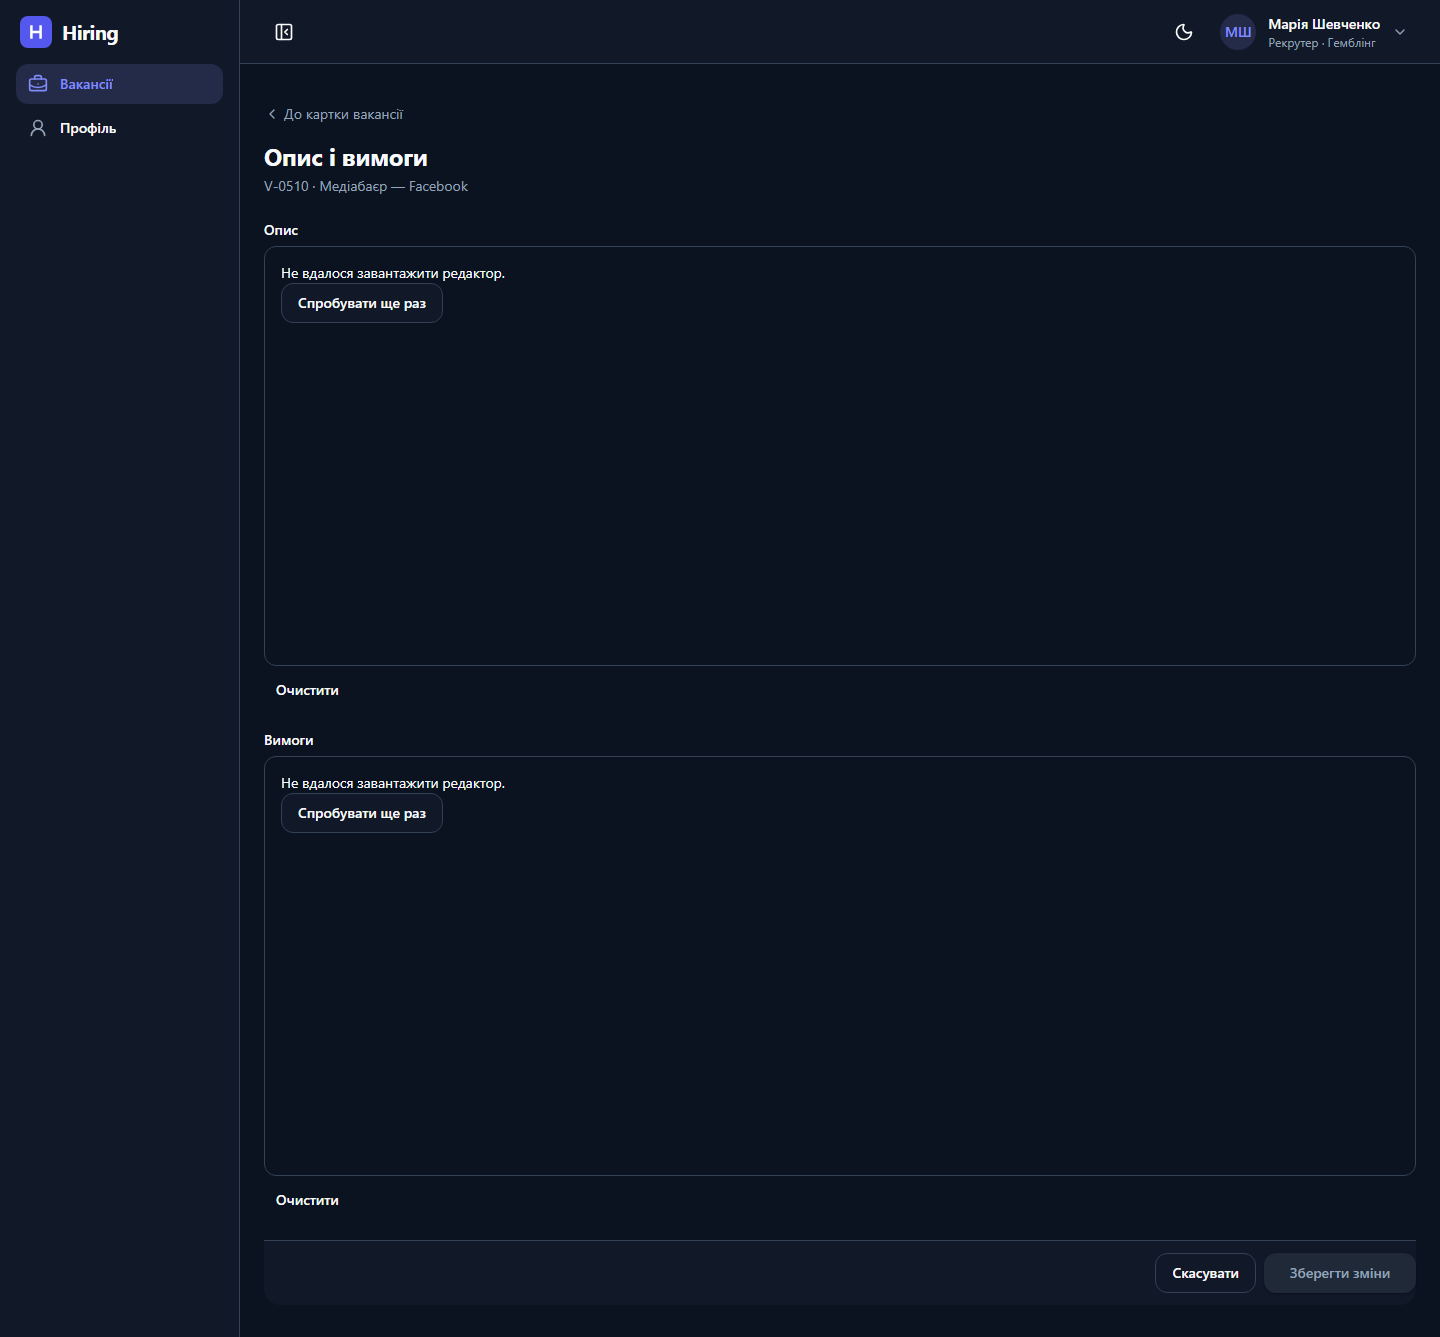 H Hiring
Вакансії
Профіль
МШ
Марія Шевченко
Рекрутер · Гемблінг
До картки вакансії
Опис і вимоги
V-0510 · Медіабаєр — Facebook
Опис
Не вдалося завантажити редактор.
Спробувати ще раз
Очистити
Вимоги
Не вдалося завантажити редактор.
Спробувати ще раз
Очистити
Скасувати
Зберегти зміни